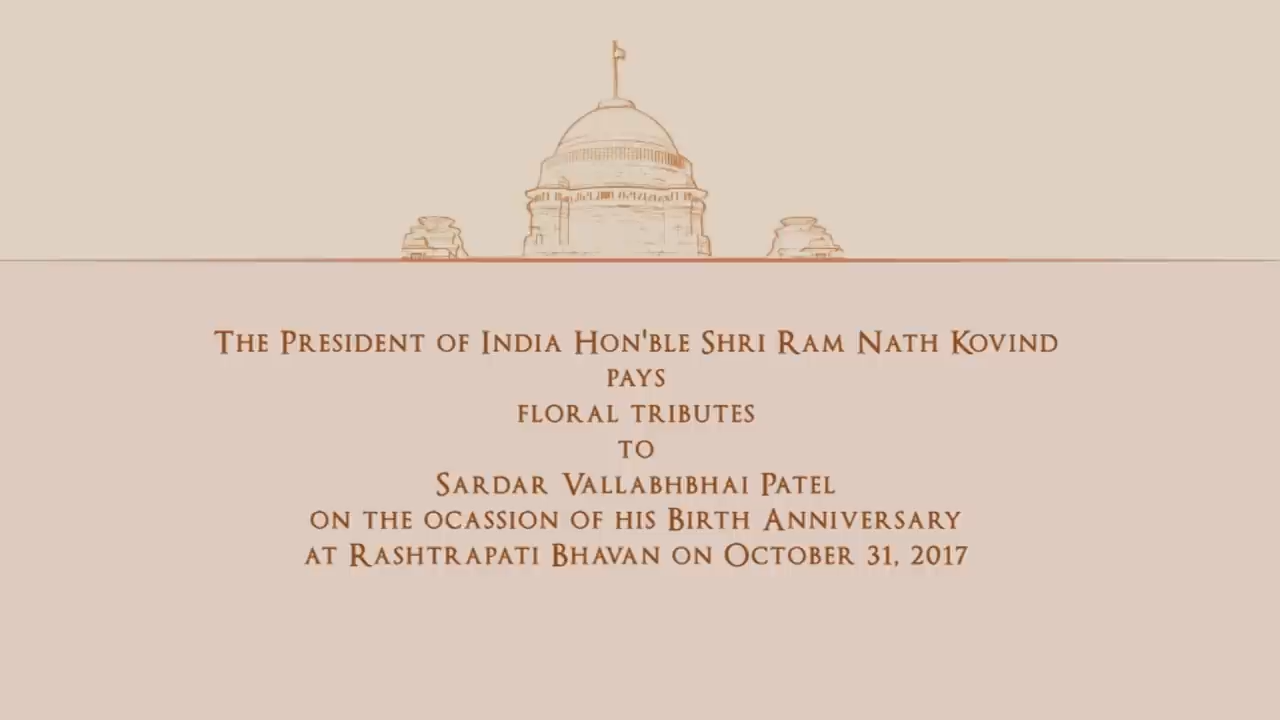 The President of India Hon'ble Shri Ram Nath Kovind
pays
floral tributes
to
Sardar Vallabhbhai Patel
on the ocassion of his Birth Anniversary
at Rashtrapati Bhavan on October 31, 2017